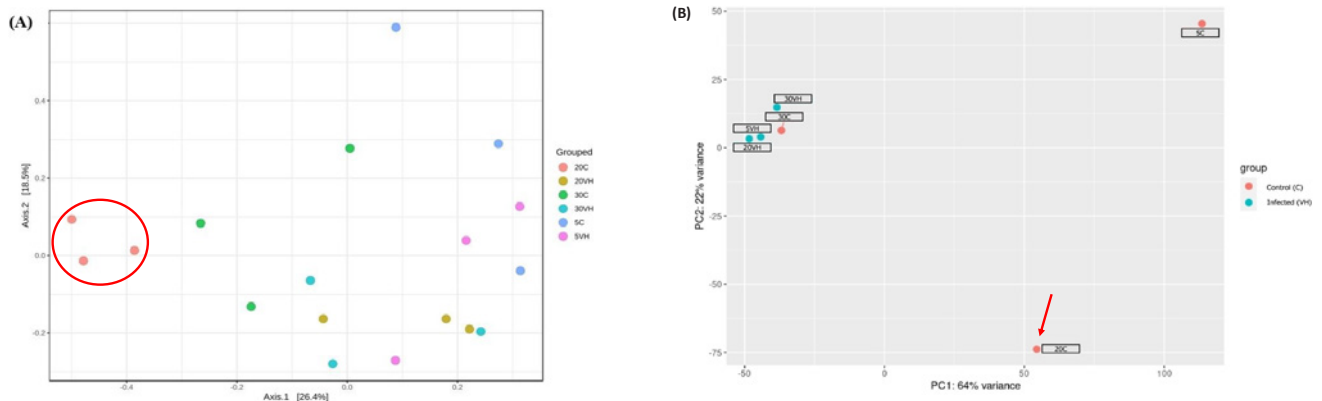 (A)
0.4
0.2
0.0
-0.2
Axis.2 [18.5%]
-0.4
-0.2
0.0
0.2
Axis.1 [26.4%]
Grouped
20C
20VH
30C
30VH
5C
5VH
(B)
50
25
0
-25
-50
-75
PC2: 22% variance
5C
30VH
30C
5VH
20VH
20C
-50
0
50
100
PC1: 64% variance
group
Control (C)
Infected (VH)